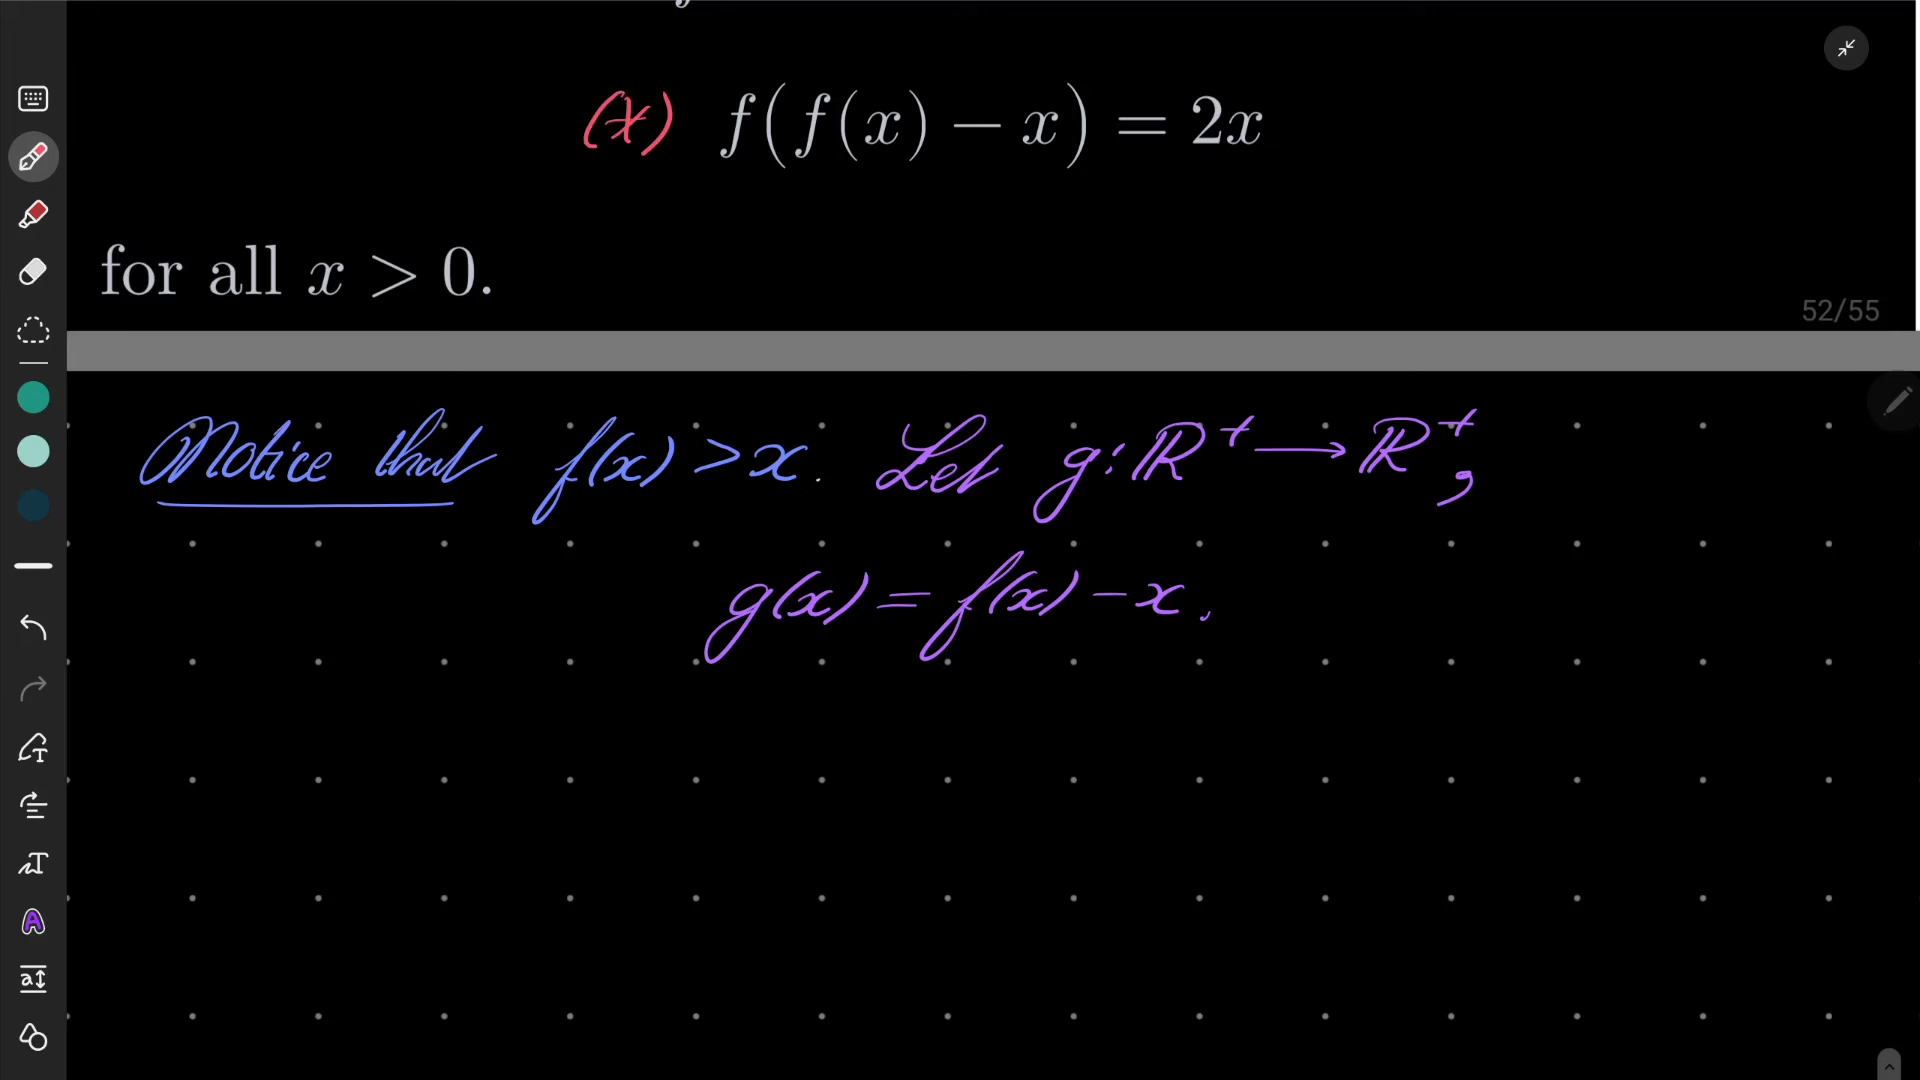 (*) f(f(x) − x) = 2x
for all x > 0.
52/55
Notice that f(x) > x. Let g: ℝ⁺ → ℝ⁺,
g(x) = f(x) − x.